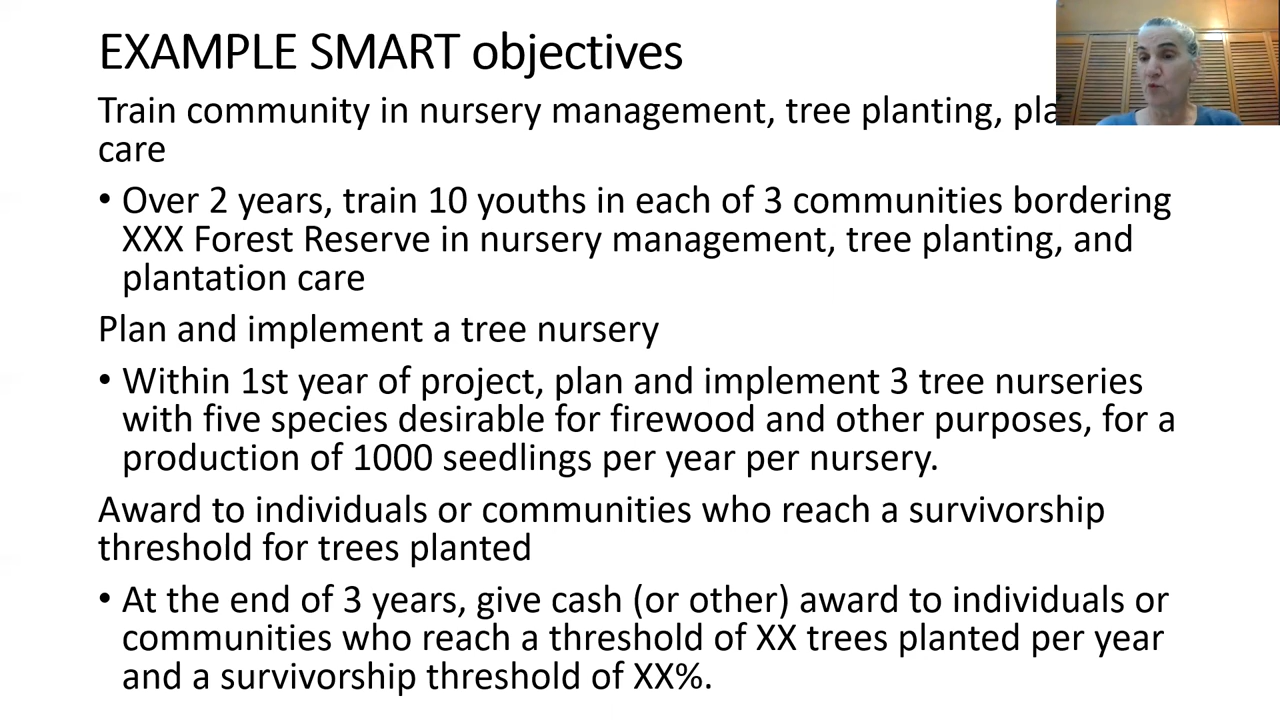 EXAMPLE SMART objectives
Train community in nursery management, tree planting,
care
• Over 2 years, train 10 youths in each of 3 communities bordering
XXX Forest Reserve in nursery management, tree planting, and
plantation care
Plan and implement a tree nursery
• Within 1st year of project, plan and implement 3 tree nurseries
with five species desirable for firewood and other purposes, for a
production of 1000 seedlings per year per nursery.
Award to individuals or communities who reach a survivorship
threshold for trees planted
• At the end of 3 years, give cash (or other) award to individuals or
communities who reach a threshold of XX trees planted per year
and a survivorship threshold of XX%.